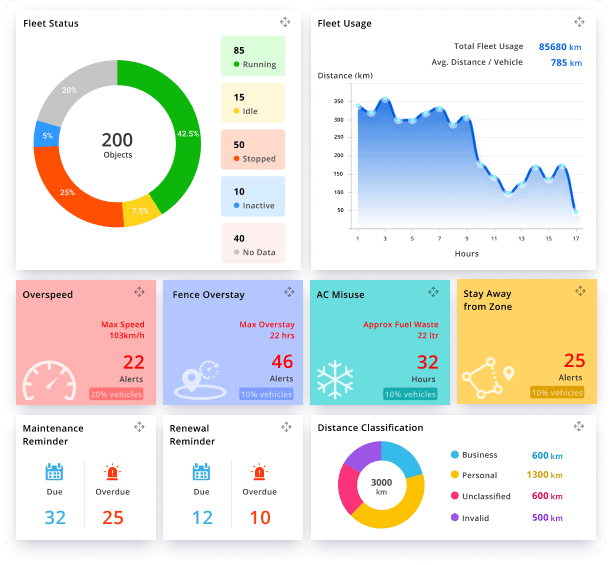 Fleet Status
85
Running
15
Idle
50
Stopped
10
Inactive
40
No Data
20%
5%
42.5%
25%
7.5%
200
Objects
Fleet Usage
Total Fleet Usage 85680 km
Avg. Distance / Vehicle 785 km
Distance (km)
350
300
250
200
150
100
50
1 3 5 7 9 11 13 15 17
Hours
Overspeed
Max Speed
103km/h
22
Alerts
20% vehicles
Fence Overstay
Max Overstay
22 hrs
46
Alerts
10% vehicles
AC Misuse
Approx Fuel Waste
22 ltr
32
Hours
10% vehicles
Stay Away
from Zone
25
Alerts
10% vehicles
Maintenance
Reminder
Due Overdue
32 25
Renewal
Reminder
Due Overdue
12 10
Distance Classification
3000
km
Business 600 km
Personal 1300 km
Unclassified 600 km
Invalid 500 km